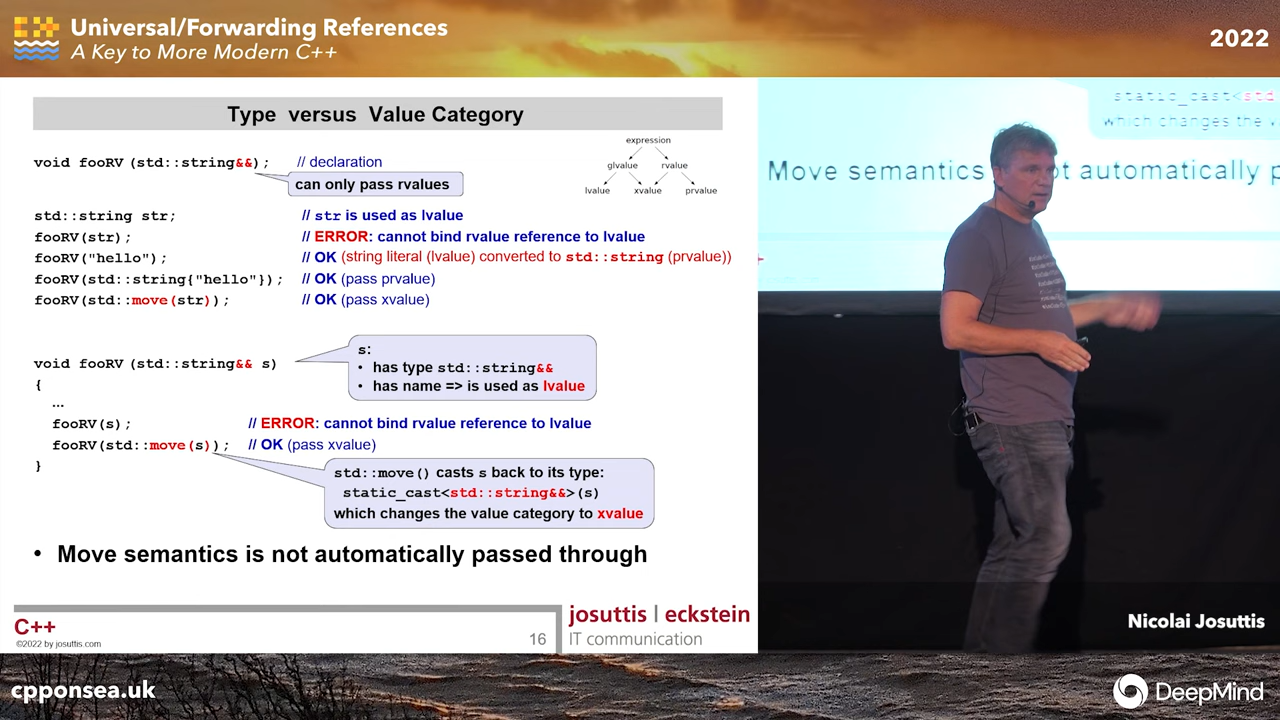 Universal/Forwarding References
A Key to More Modern C++
2022
Type versus Value Category
void fooRV (std::string&&); // declaration
can only pass rvalues
expression
glvalue rvalue
lvalue xvalue prvalue
std::string str; // str is used as lvalue
fooRV(str); // ERROR: cannot bind rvalue reference to lvalue
fooRV("hello"); // OK (string literal (lvalue) converted to std::string (prvalue))
fooRV(std::string{"hello"}); // OK (pass prvalue)
fooRV(std::move(str)); // OK (pass xvalue)
void fooRV (std::string&& s)
s:
• has type std::string&&
• has name => is used as lvalue
{
...
fooRV(s); // ERROR: cannot bind rvalue reference to lvalue
fooRV(std::move(s)); // OK (pass xvalue)
}
std::move() casts s back to its type:
static_cast<std::string&&>(s)
which changes the value category to xvalue
• Move semantics is not automatically passed through
C++
©2022 by josuttis.com
16
josuttis | eckstein
IT communication
static_cast<std
which changes the v
Move semantics not automatically p
Nicolai Josuttis
cpponsea.uk
DeepMind